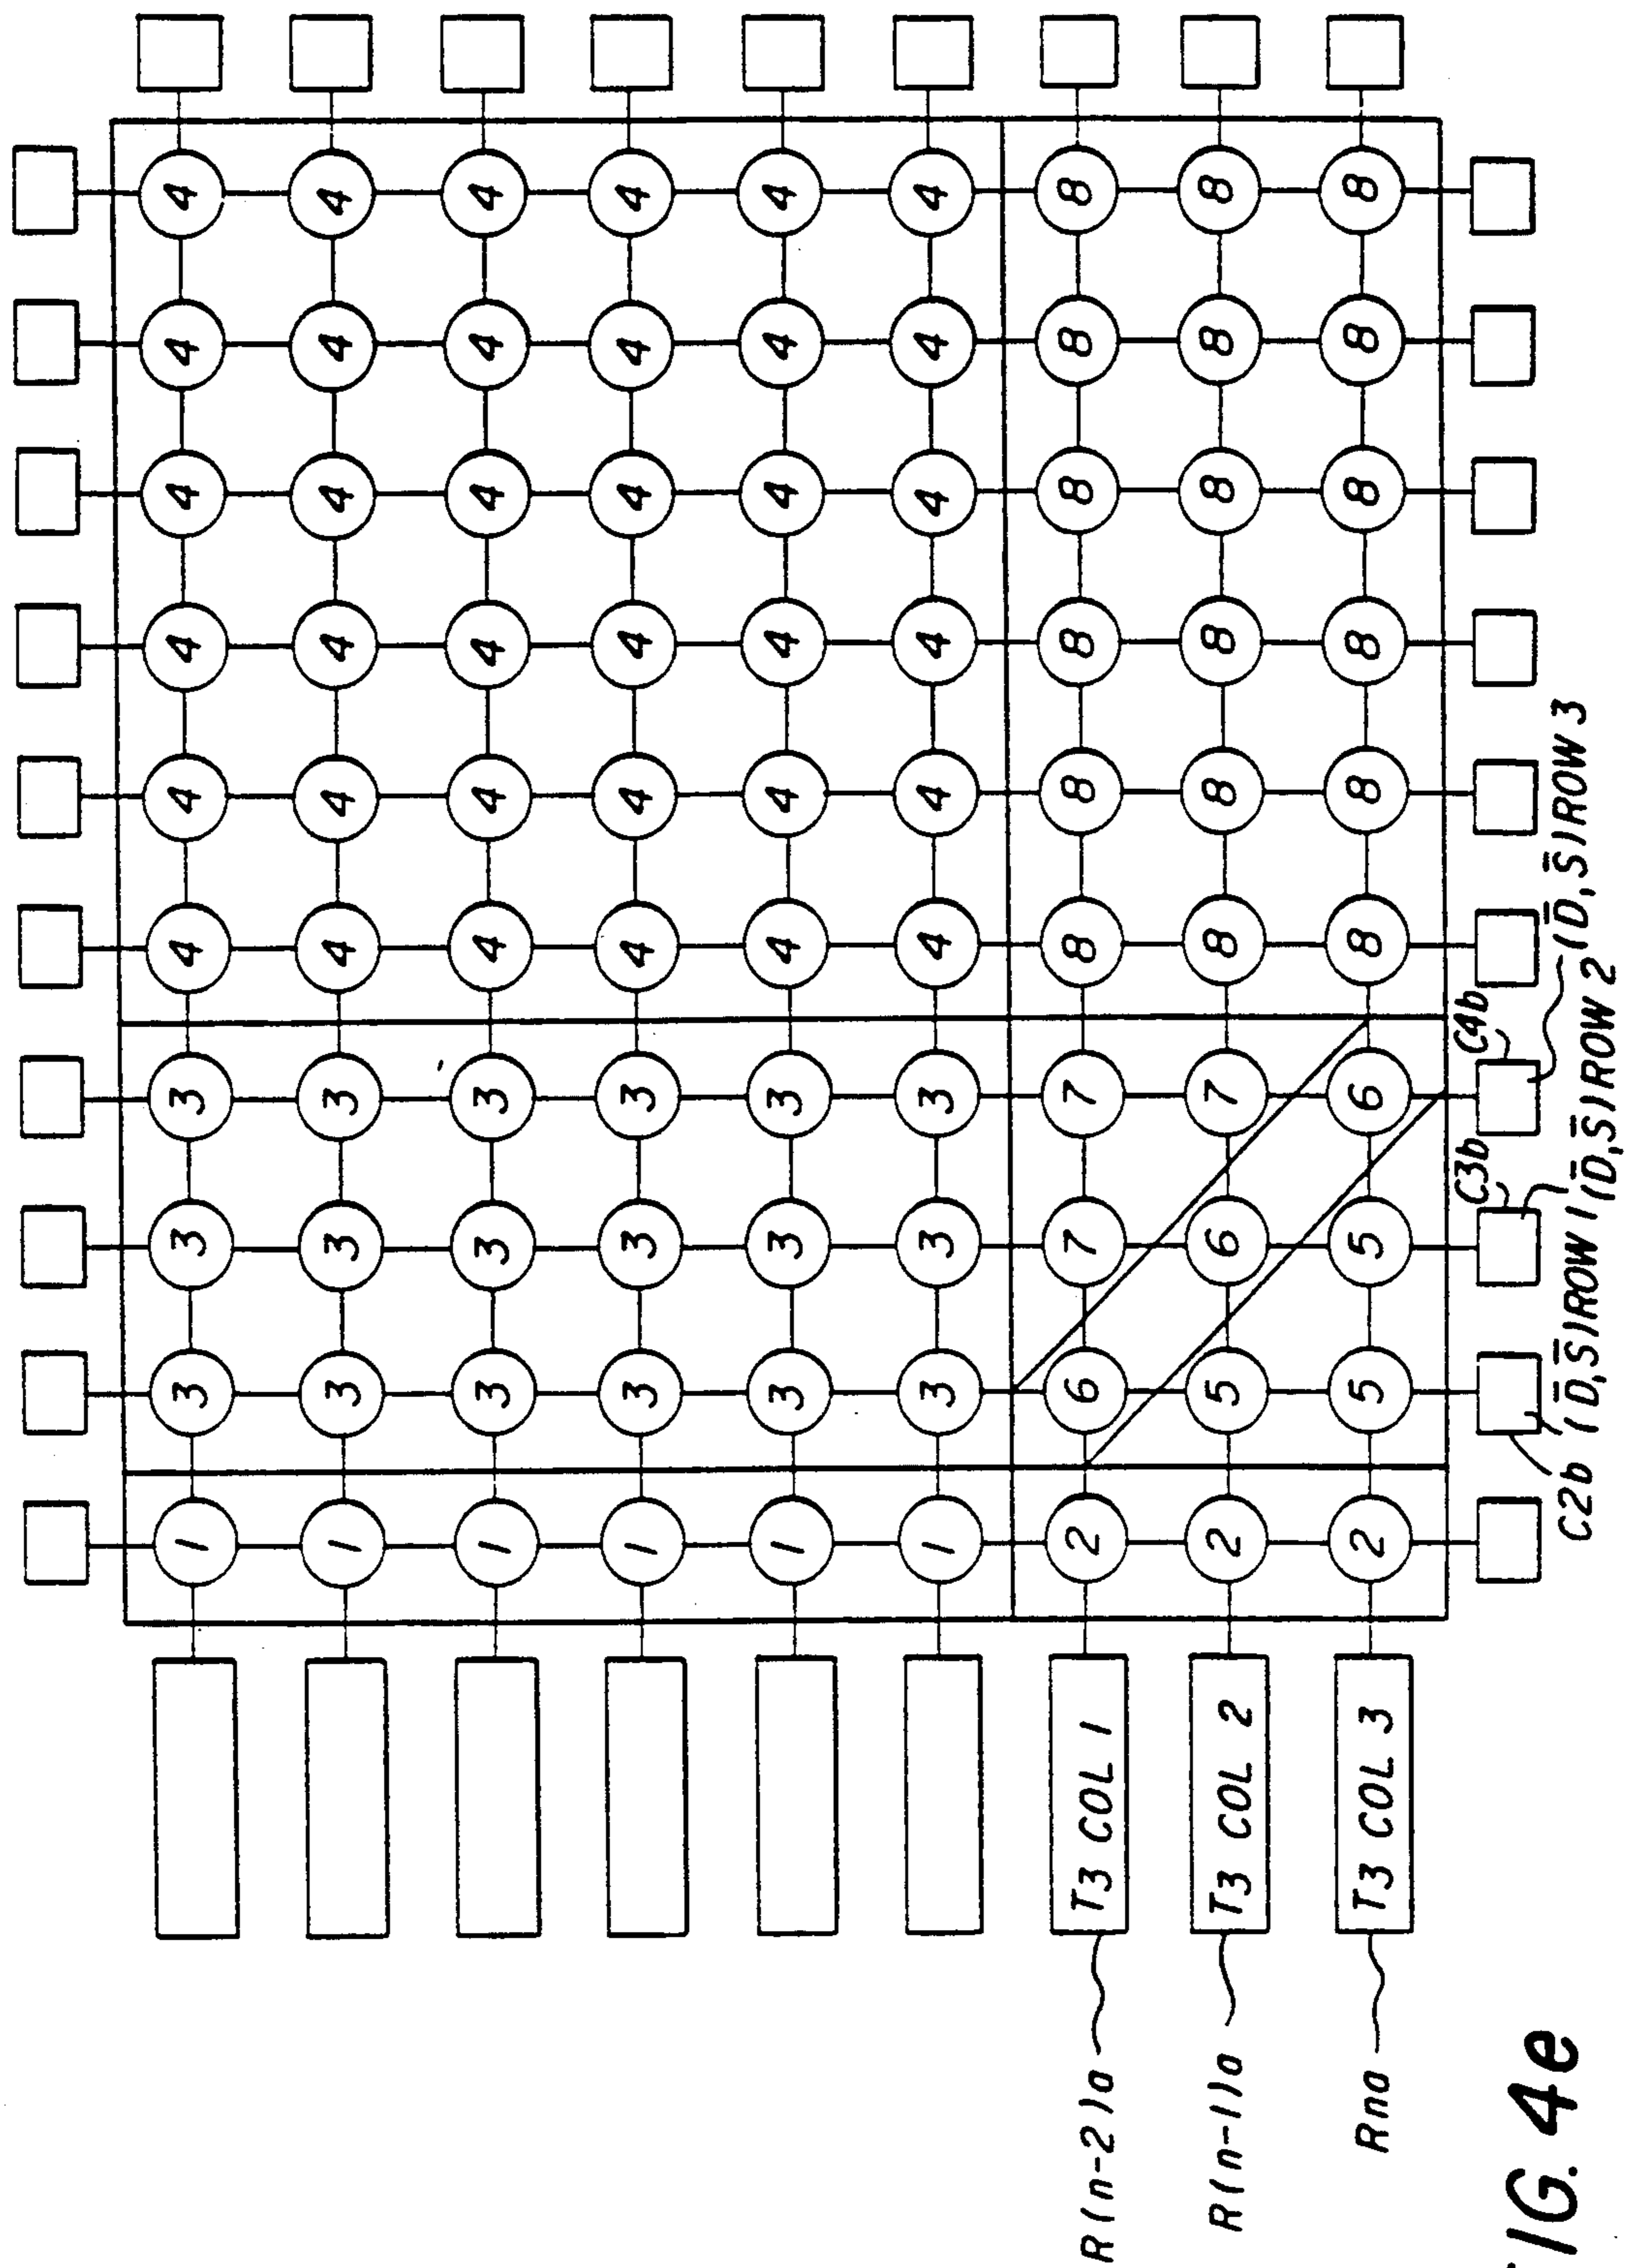 1 3 3 3 4 4 4 4 4 4
1 3 3 3 4 4 4 4 4 4
1 3 3 3 4 4 4 4 4 4
1 3 3 3 4 4 4 4 4 4
1 3 3 3 4 4 4 4 4 4
1 3 3 3 4 4 4 4 4 4
R(n-2)a T3 COL 1 2 6 7 7 8 8 8 8 8 8
R(n-1)a T3 COL 2 2 5 6 7 8 8 8 8 8 8
Rna T3 COL 3 2 5 5 6 8 8 8 8 8 8
C3b C4b
C2b (D̄,S̄)ROW 1
(D̄,S̄)ROW 3
(D̄,S̄)ROW 2
FIG. 4e